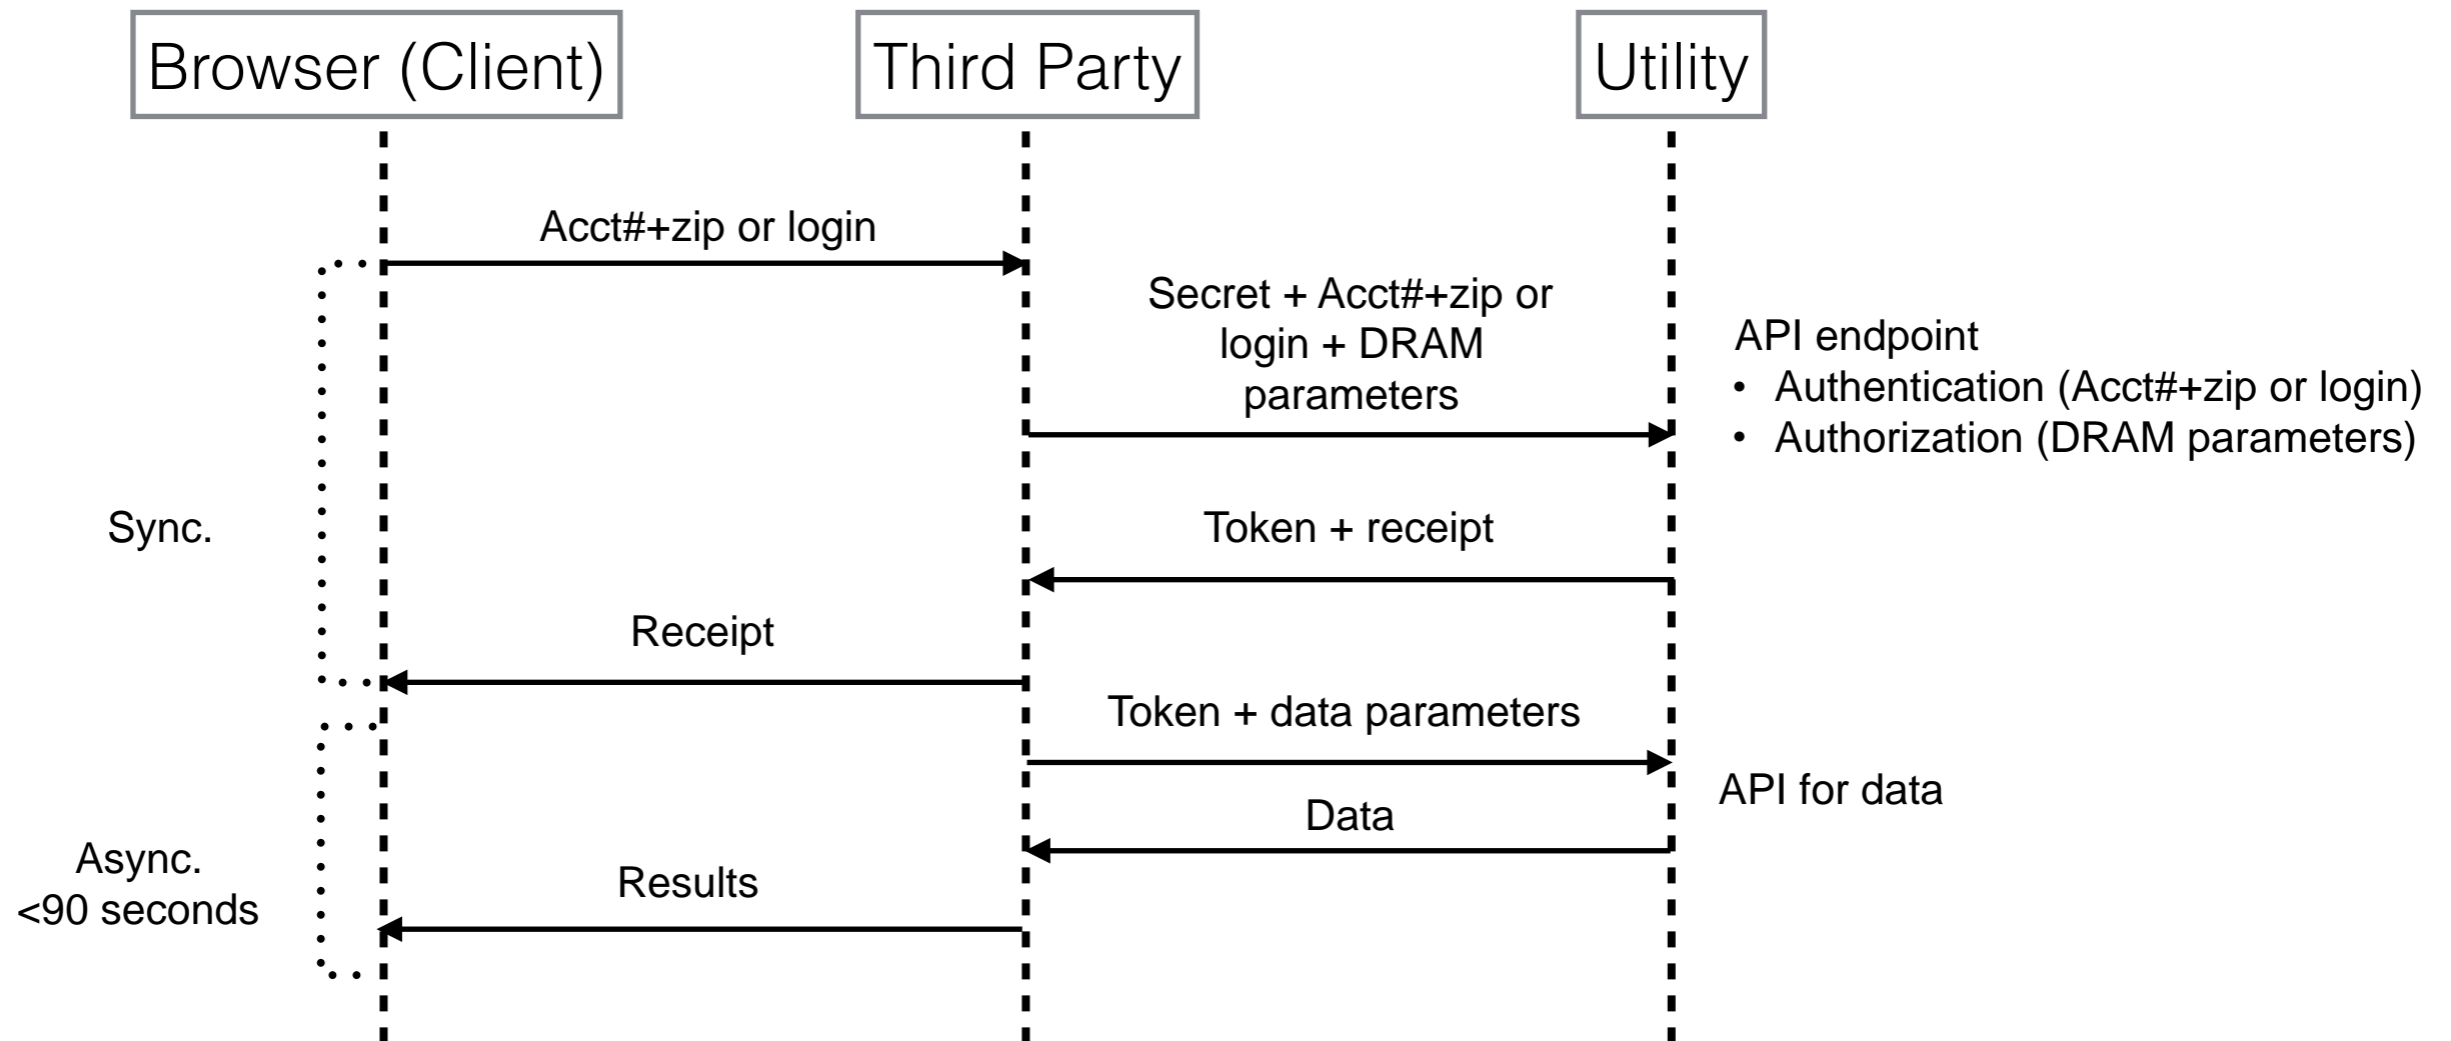 Browser (Client)
Third Party
Utility
Acct#+zip or login
Secret + Acct#+zip or
login + DRAM
parameters
API endpoint
• Authentication (Acct#+zip or login)
• Authorization (DRAM parameters)
Sync.
Token + receipt
Receipt
Token + data parameters
API for data
Data
Async.
<90 seconds
Results